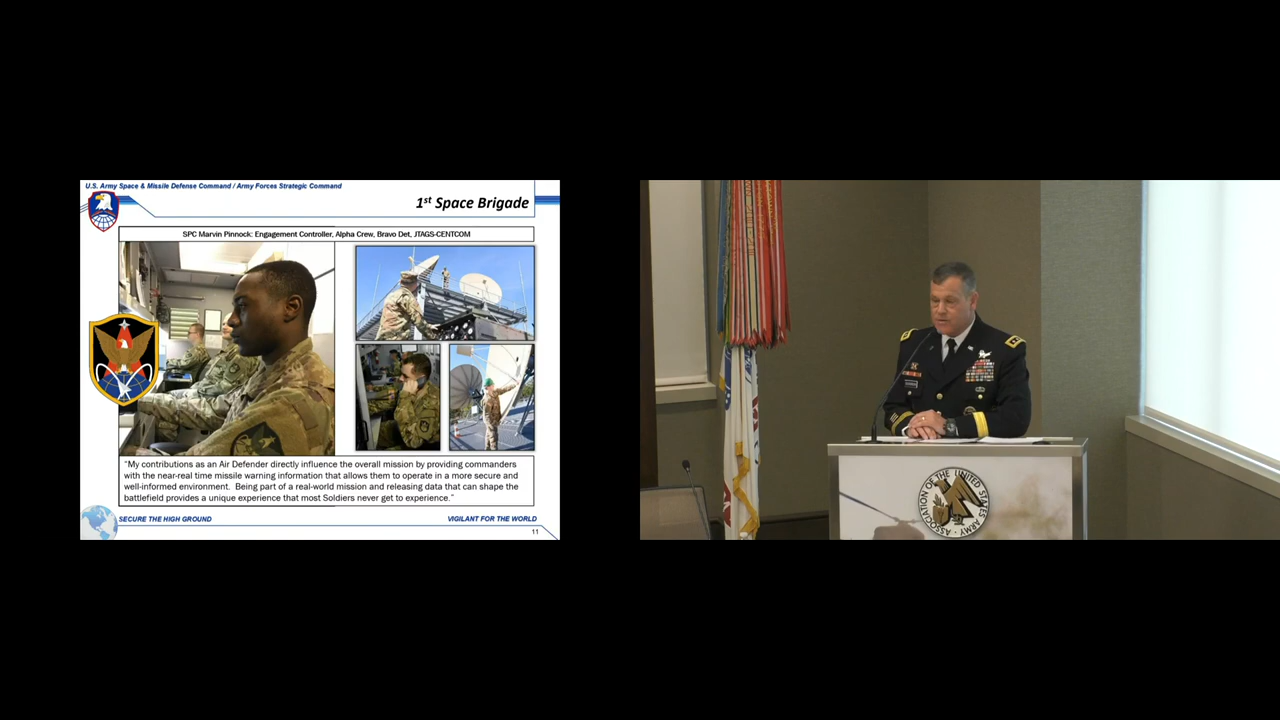 U.S. Army Space & Missile Defense Command / Army Forces Strategic Command
1st Space Brigade
SPC Marvin Pinnock: Engagement Controller, Alpha Crew, Bravo Det, JTAGS-CENTCOM
"My contributions as an Air Defender directly influence the overall mission by providing commanders
with the near-real time missile warning information that allows them to operate in a more secure and
well-informed environment.  Being part of a real-world mission and releasing data that can shape the
battlefield provides a unique experience that most Soldiers never get to experience."
SECURE THE HIGH GROUND
VIGILANT FOR THE WORLD
11
ASSOCIATION OF THE UNITED STATES ARMY